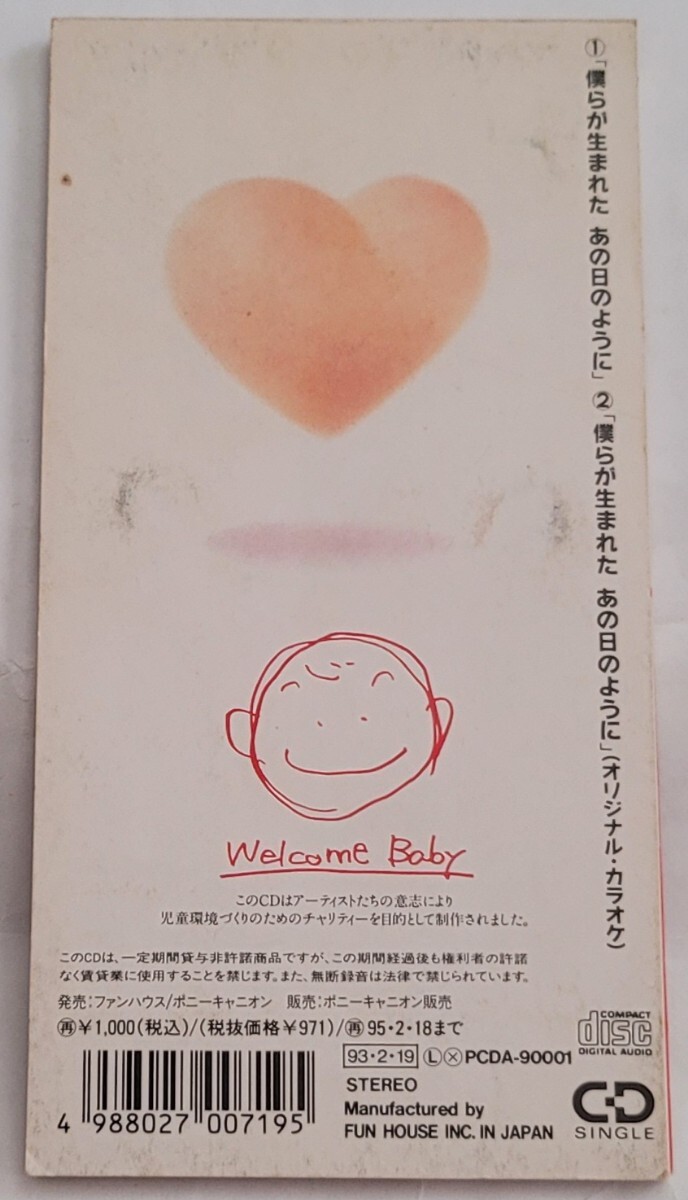 ①「僕らが生まれた あの日のように」 ②「僕らが生まれた あの日のように」(オリジナル・カラオケ)
Welcome Baby
このCDはアーティストたちの意志により
児童環境づくりのためのチャリティーを目的として制作されました。
このCDは、一定期間貸与非許諾商品ですが、この期間経過後も権利者の許諾
なく賃貸業に使用することを禁じます。また、無断録音は法律で禁じられています。
発売:ファンハウス/ポニーキャニオン 販売:ポニーキャニオン販売
㊢¥1,000(税込)/(税抜価格¥971)/㊢95・2・18まで
93・2・19 ⓁⓍPCDA-90001
STEREO
Manufactured by
FUN HOUSE INC. IN JAPAN
4 988027 007195
COMPACT
disc
DIGITAL AUDIO
CD
SINGLE